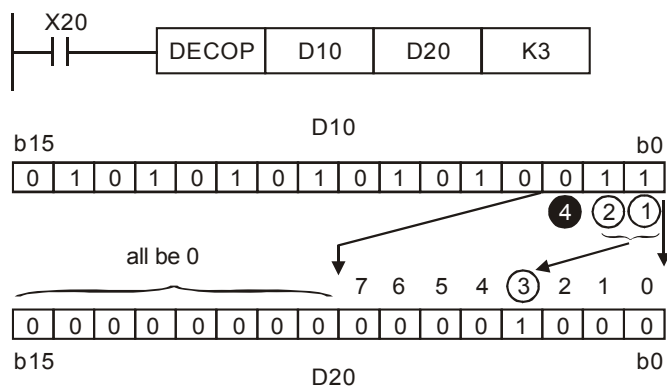 X20
DECOP D10 D20 K3
D10
b15 b0
0 1 0 1 0 1 0 1 0 1 0 1 0 0 1 1
4 2 1
all be 0
7 6 5 4 3 2 1 0
0 0 0 0 0 0 0 0 0 0 0 0 1 0 0 0
b15 b0
D20